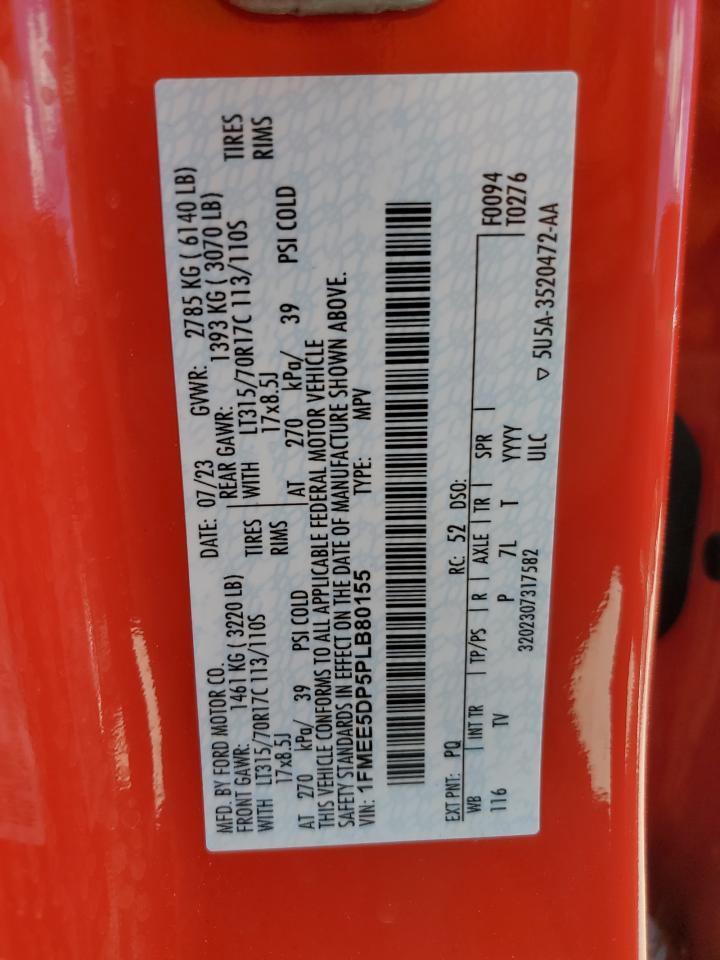 MFD. BY FORD MOTOR CO.
DATE: 07/23 GVWR: 2785 KG ( 6140 LB)
FRONT GAWR: 1461 KG ( 3220 LB) REAR GAWR: 1393 KG ( 3070 LB)
WITH LT315/70R17C 113/110S TIRES WITH LT315/70R17C 113/110S TIRES
17x8.5J RIMS 17x8.5J RIMS
AT 270 kPa/ 39 PSI COLD AT 270 kPa/ 39 PSI COLD
THIS VEHICLE CONFORMS TO ALL APPLICABLE FEDERAL MOTOR VEHICLE
SAFETY STANDARDS IN EFFECT ON THE DATE OF MANUFACTURE SHOWN ABOVE.
VIN: 1FMEE5DP5PLB80155 TYPE: MPV
EXT PNT: PQ RC: 52 DSO: F0094
WB | INT TR | TP/PS | R | AXLE | TR | SPR | T0276
116 TV P 7L T YYYY
3202307317582 ULC ▽ 5U5A-3520472-AA